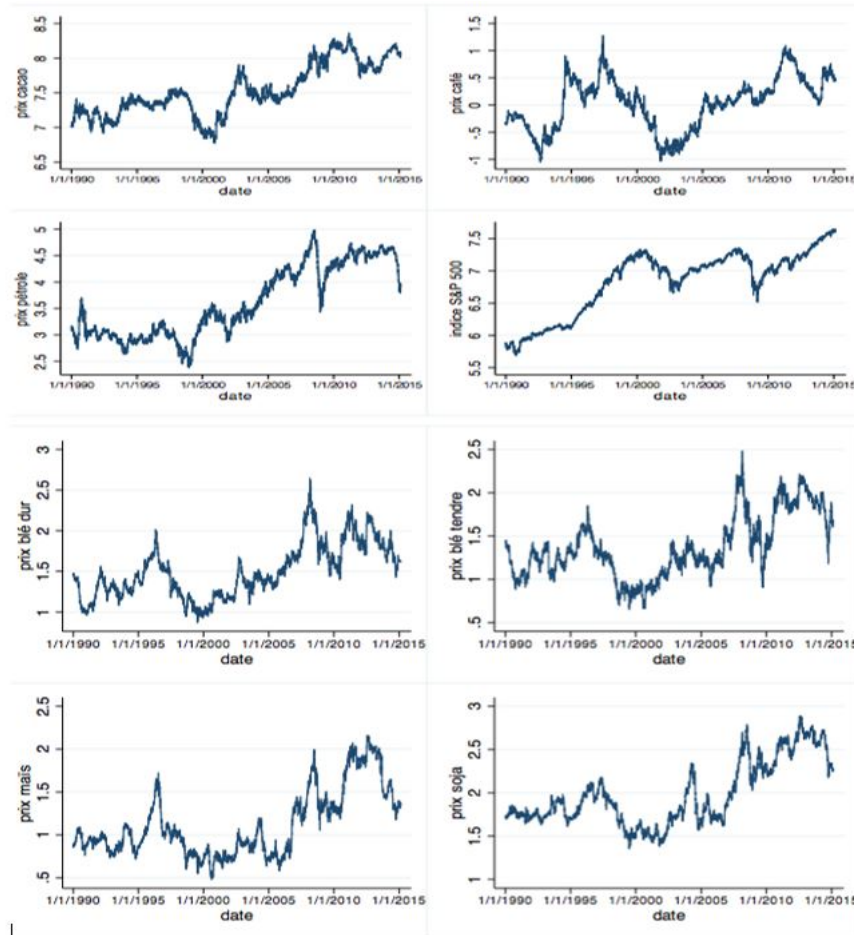 prix cacao
8.5
8
7.5
7
6.5
1/1/1990 1/1/1995 1/1/2000 1/1/2005 1/1/2010 1/1/2015
date
prix café
1.5
1
.5
0
-.5
-1
1/1/1990 1/1/1995 1/1/2000 1/1/2005 1/1/2010 1/1/2015
date
prix pétrole
5
4.5
4
3.5
3
2.5
1/1/1990 1/1/1995 1/1/2000 1/1/2005 1/1/2010 1/1/2015
date
indice S&P 500
7.5
7
6.5
6
5.5
1/1/1990 1/1/1995 1/1/2000 1/1/2005 1/1/2010 1/1/2015
date
prix blé dur
3
2.5
2
1.5
1
1/1/1990 1/1/1995 1/1/2000 1/1/2005 1/1/2010 1/1/2015
date
prix blé tendre
2.5
2
1.5
1
.5
1/1/1990 1/1/1995 1/1/2000 1/1/2005 1/1/2010 1/1/2015
date
prix maïs
2.5
2
1.5
1
.5
1/1/1990 1/1/1995 1/1/2000 1/1/2005 1/1/2010 1/1/2015
date
prix soja
3
2.5
2
1.5
1
1/1/1990 1/1/1995 1/1/2000 1/1/2005 1/1/2010 1/1/2015
date